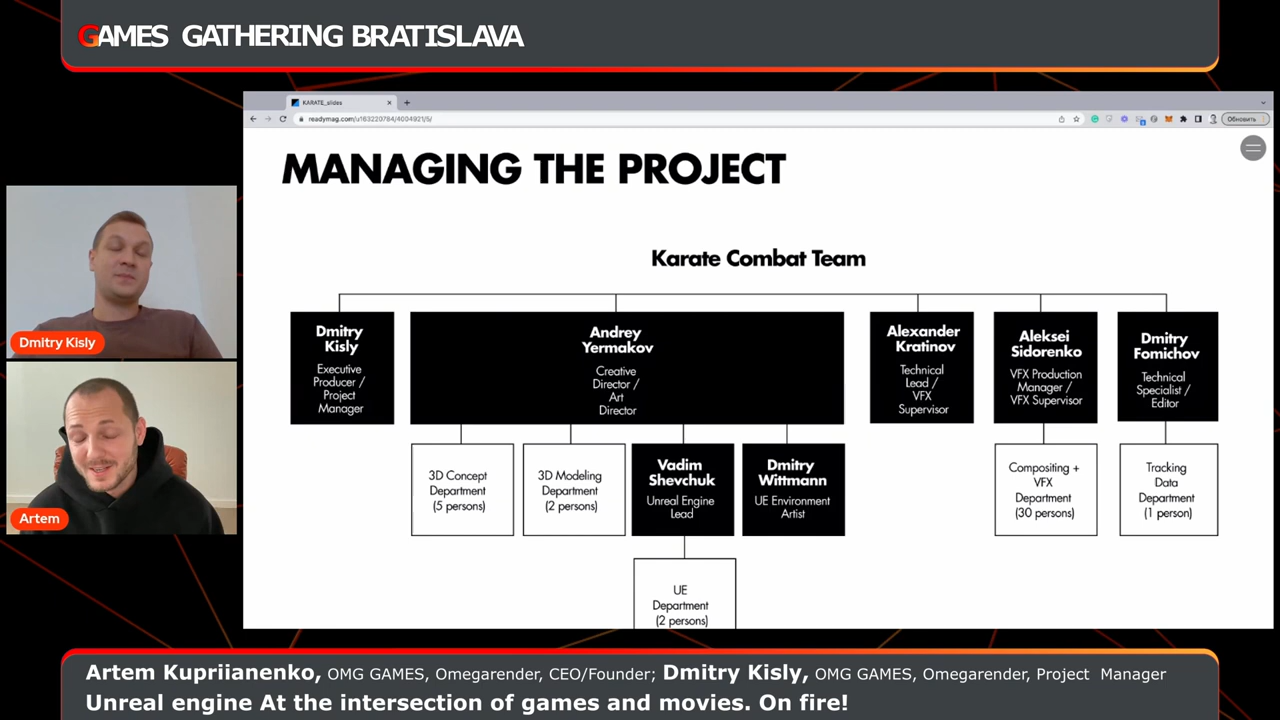 GAMES GATHERING BRATISLAVA
KARATE_slides
readymag.com/u163220784/4004921/5/
Обновить
MANAGING THE PROJECT
Karate Combat Team
Dmitry
Kisly
Executive
Producer /
Project
Manager
Andrey
Yermakov
Creative
Director /
Art
Director
Alexander
Kratinov
Technical
Lead /
VFX
Supervisor
Aleksei
Sidorenko
VFX Production
Manager /
VFX Supervisor
Dmitry
Fomichov
Technical
Specialist /
Editor
3D Concept
Department
(5 persons)
3D Modeling
Department
(2 persons)
Vadim
Shevchuk
Unreal Engine
Lead
Dmitry
Wittmann
UE Environment
Artist
Compositing +
VFX
Department
(30 persons)
Tracking
Data
Department
(1 person)
UE
Department
(2 persons)
Dmitry Kisly
Artem
Artem Kupriianenko, OMG GAMES, Omegarender, CEO/Founder; Dmitry Kisly, OMG GAMES, Omegarender, Project Manager
Unreal engine At the intersection of games and movies. On fire!